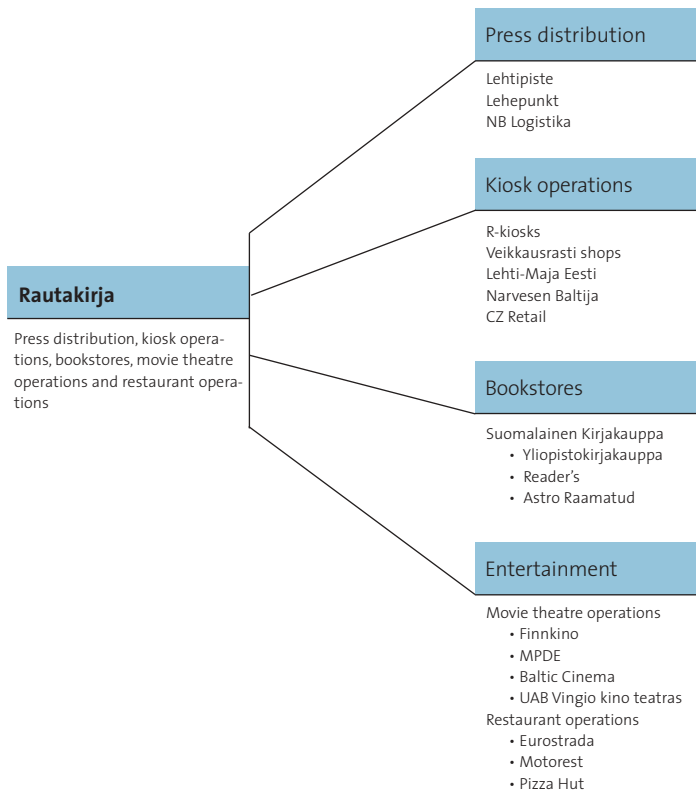 Rautakirja
Press distribution, kiosk opera-
tions, bookstores, movie theatre
operations and restaurant opera-
tions
Press distribution
Lehtipiste
Lehepunkt
NB Logistika
Kiosk operations
R-kiosks
Veikkausrasti shops
Lehti-Maja Eesti
Narvesen Baltija
CZ Retail
Bookstores
Suomalainen Kirjakauppa
• Yliopistokirjakauppa
• Reader's
• Astro Raamatud
Entertainment
Movie theatre operations
• Finnkino
• MPDE
• Baltic Cinema
• UAB Vingio kino teatras
Restaurant operations
• Eurostrada
• Motorest
• Pizza Hut